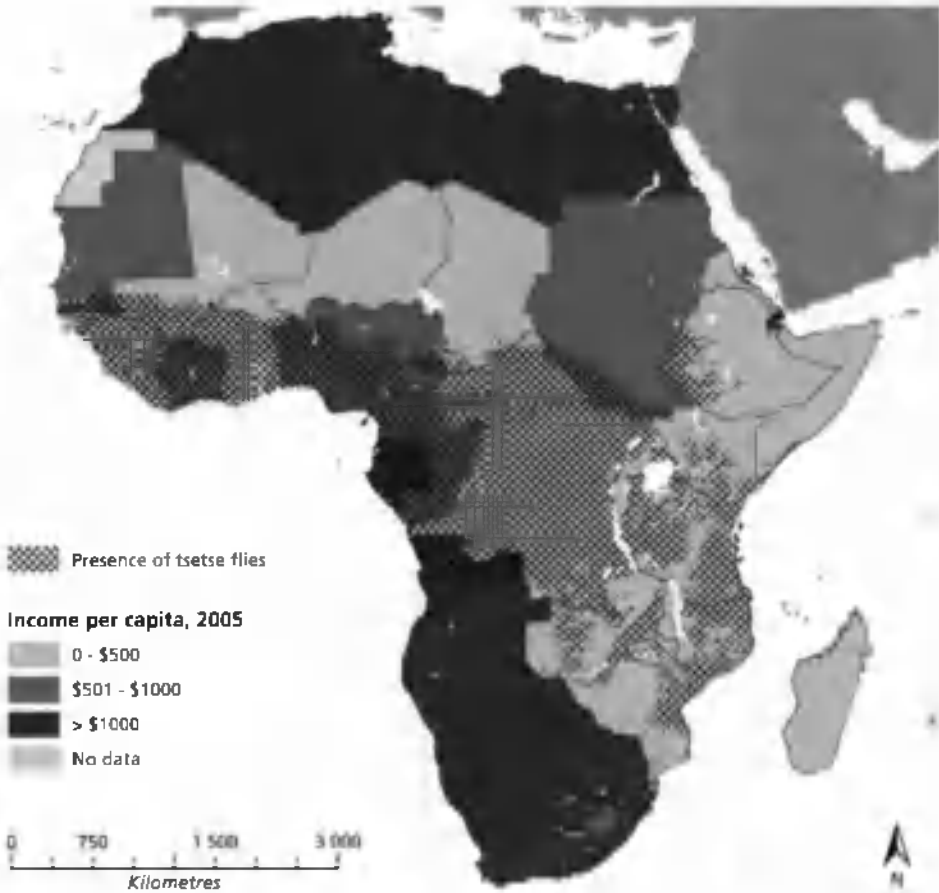 Presence of tsetse flies
Income per capita, 2005
0 - $500
$501 - $1000
> $1000
No data
0 750 1 500 3 000
Kilometres
N